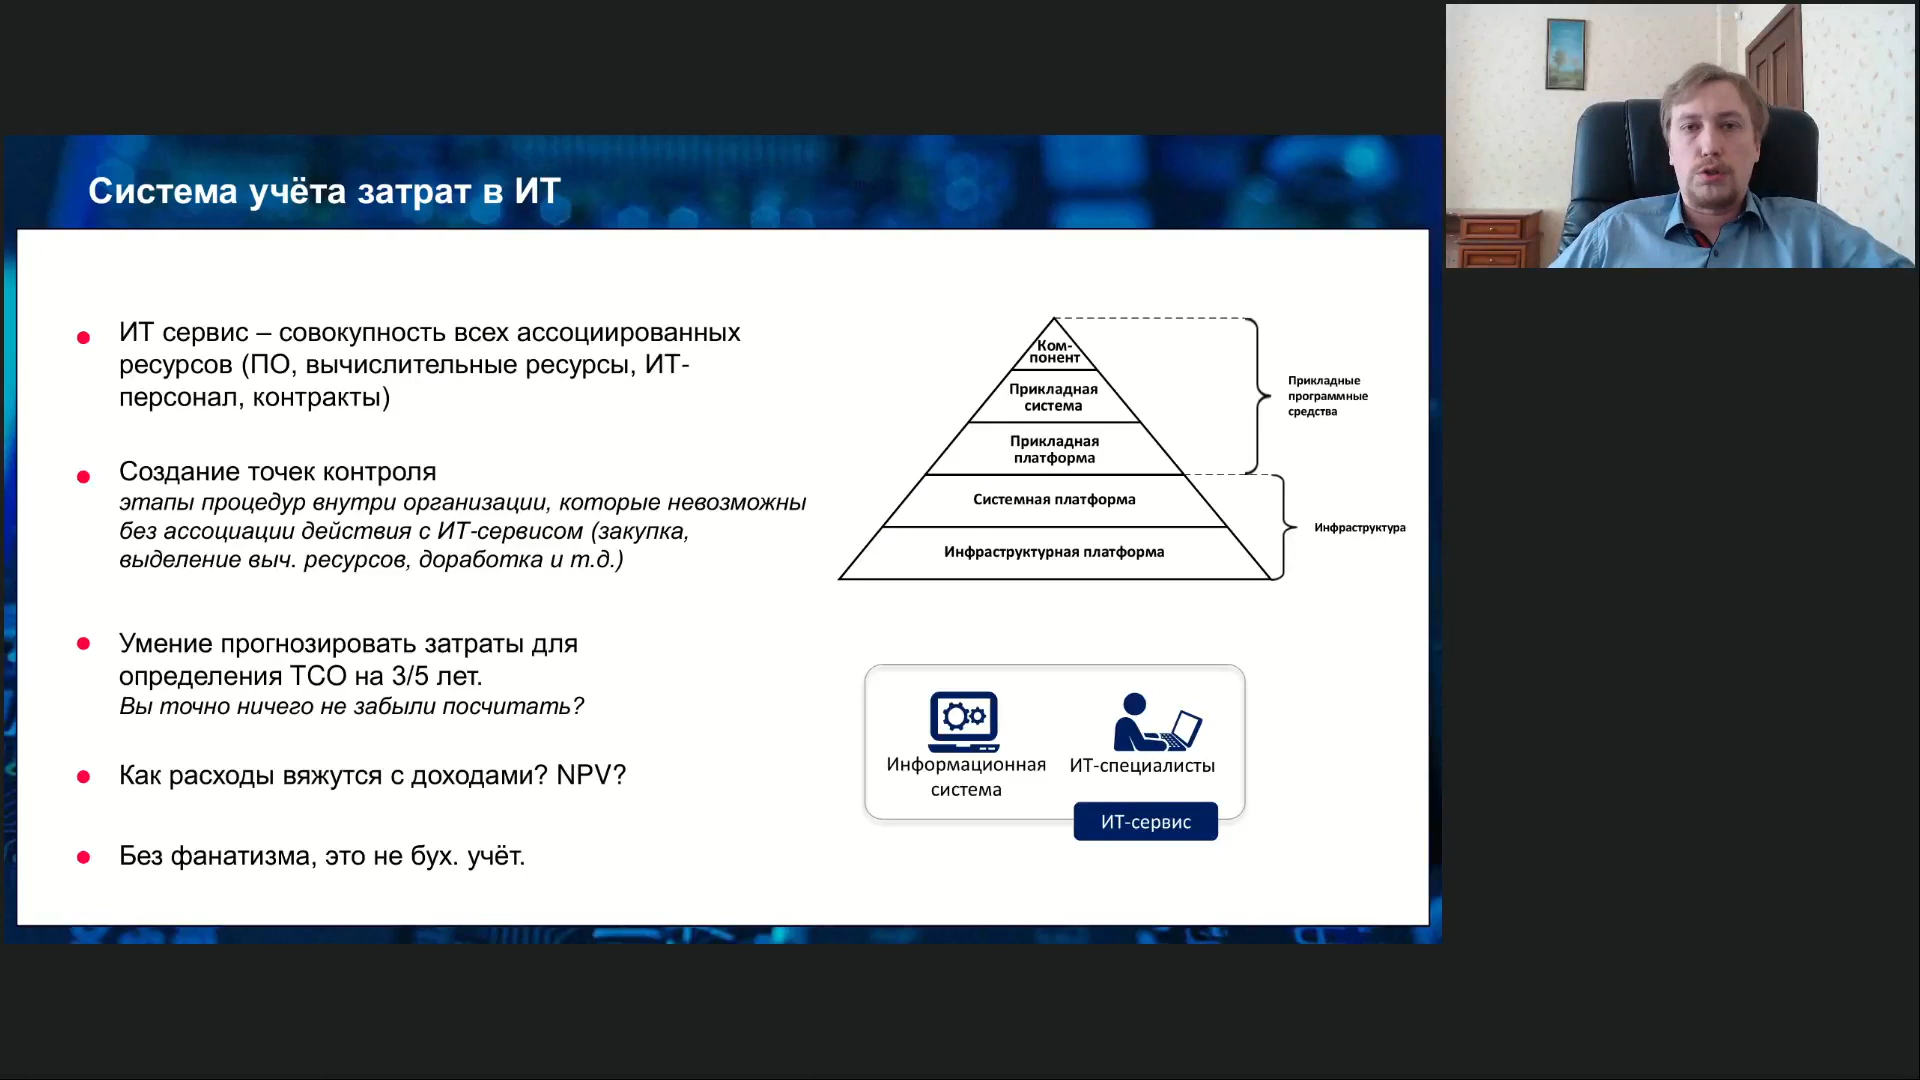 Система учёта затрат в ИТ
ИТ сервис – совокупность всех ассоциированных
ресурсов (ПО, вычислительные ресурсы, ИТ-
персонал, контракты)
Создание точек контроля
этапы процедур внутри организации, которые невозможны
без ассоциации действия с ИТ-сервисом (закупка,
выделение выч. ресурсов, доработка и т.д.)
Умение прогнозировать затраты для
определения ТСО на 3/5 лет.
Вы точно ничего не забыли посчитать?
Как расходы вяжутся с доходами? NPV?
Без фанатизма, это не бух. учёт.
Ком-
понент
Прикладная
система
Прикладная
платформа
Системная платформа
Инфраструктурная платформа
Прикладные
программные
средства
Инфраструктура
Информационная
система
ИТ-специалисты
ИТ-сервис